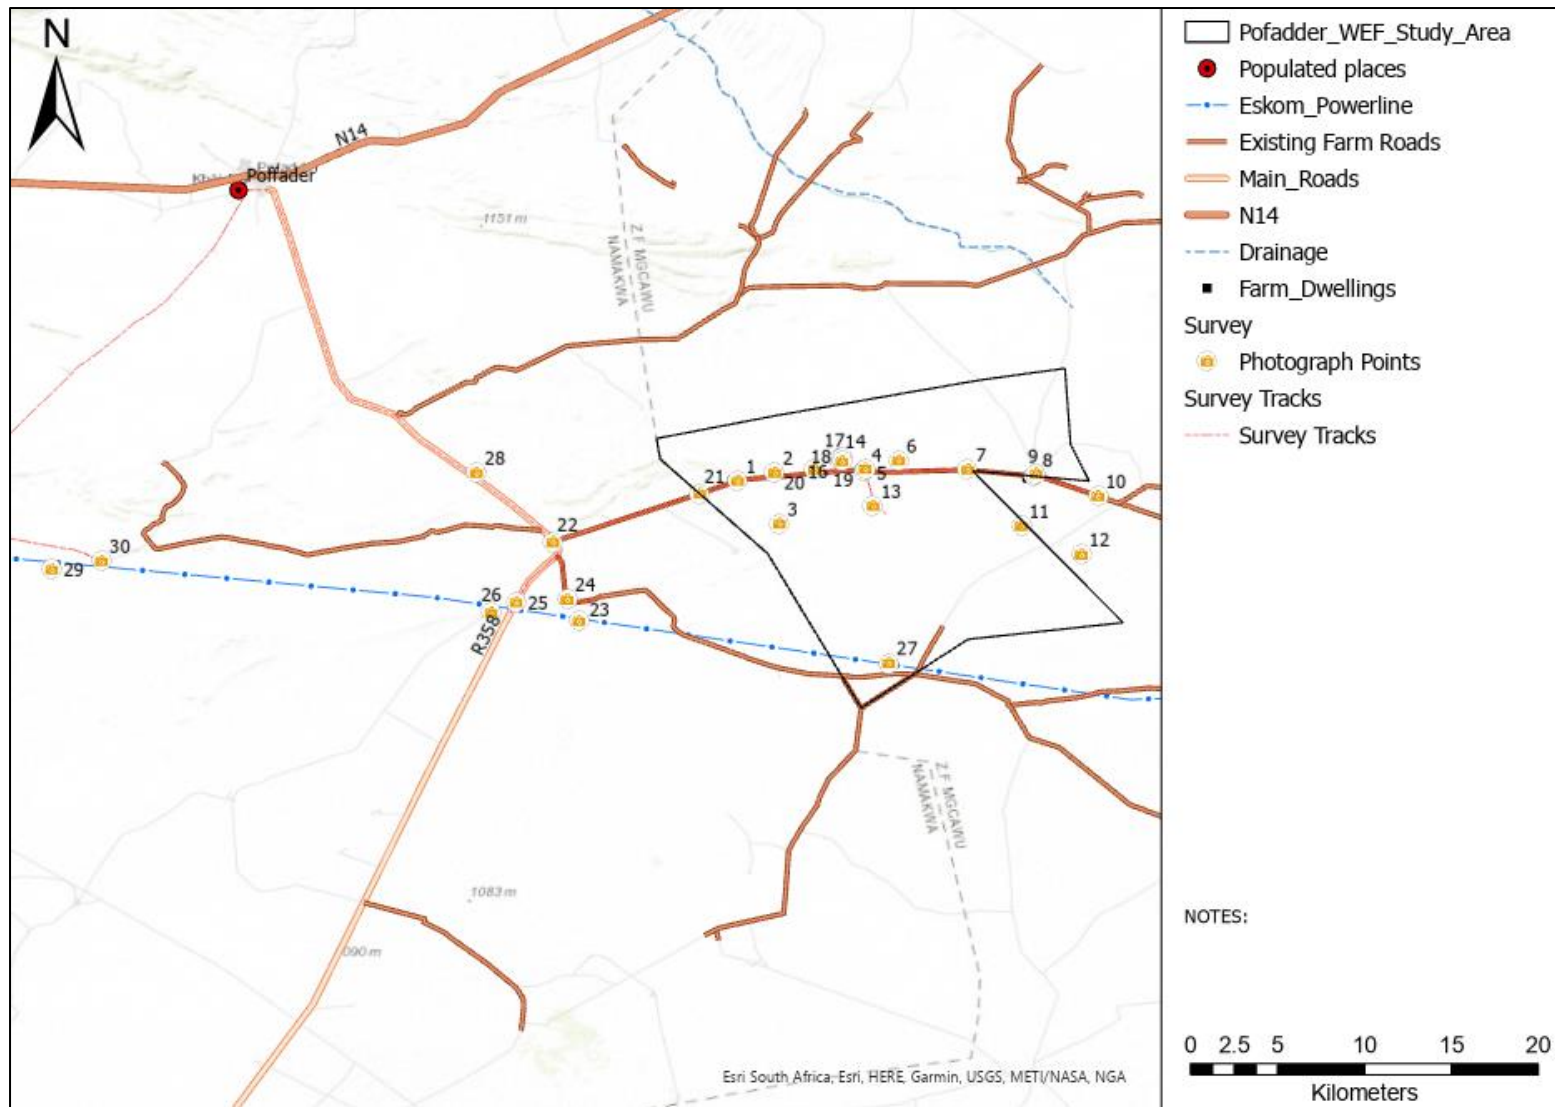 N
N14
Pofadder
Poffader
1151 m
Z F MGCAWU
NAMAKWA
28
22
30
29
26
25
24
23
R358
21
1
2
20
3
17
14
18
16
19
4
5
6
13
7
9
8
10
11
12
27
Z F MGCAWU
NAMAKWA
1083 m
090 m
Esri South Africa, Esri, HERE, Garmin, USGS, METI/NASA, NGA
Pofadder_WEF_Study_Area
Populated places
Eskom_Powerline
Existing Farm Roads
Main_Roads
N14
Drainage
Farm_Dwellings
Survey
Photograph Points
Survey Tracks
Survey Tracks
NOTES:
0 2.5 5 10 15 20
Kilometers